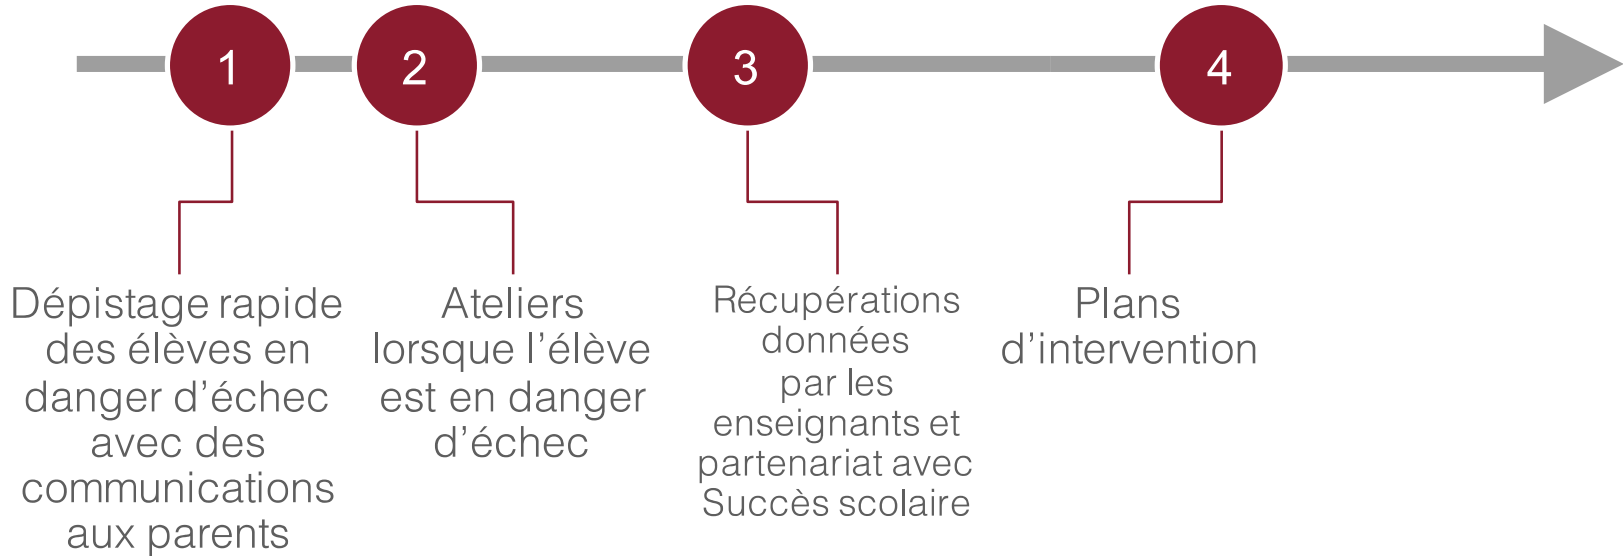 1
2
3
4
Dépistage rapide
des élèves en
danger d'échec
avec des
communications
aux parents
Ateliers
lorsque l'élève
est en danger
d'échec
Récupérations
données
par les
enseignants et
partenariat avec
Succès scolaire
Plans
d'intervention